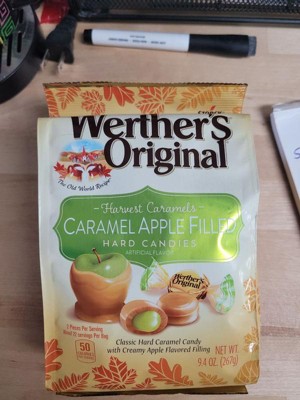 Werther's
Original
The Old World Recipe
Harvest Caramels
CARAMEL APPLE FILLED
HARD CANDIES
ARTIFICIAL FLAVOR
Werther's
Original
50
CALORIES
Classic Hard Caramel Candy
with Creamy Apple Flavored Filling
NET WT.
9.4 OZ. (267g)